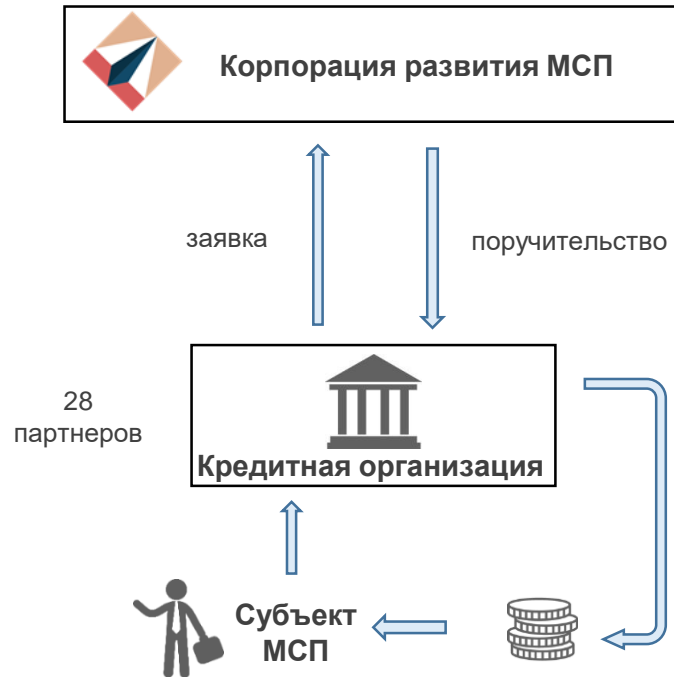 Корпорация развития МСП
заявка
поручительство
28
партнеров
Кредитная организация
Субъект
МСП